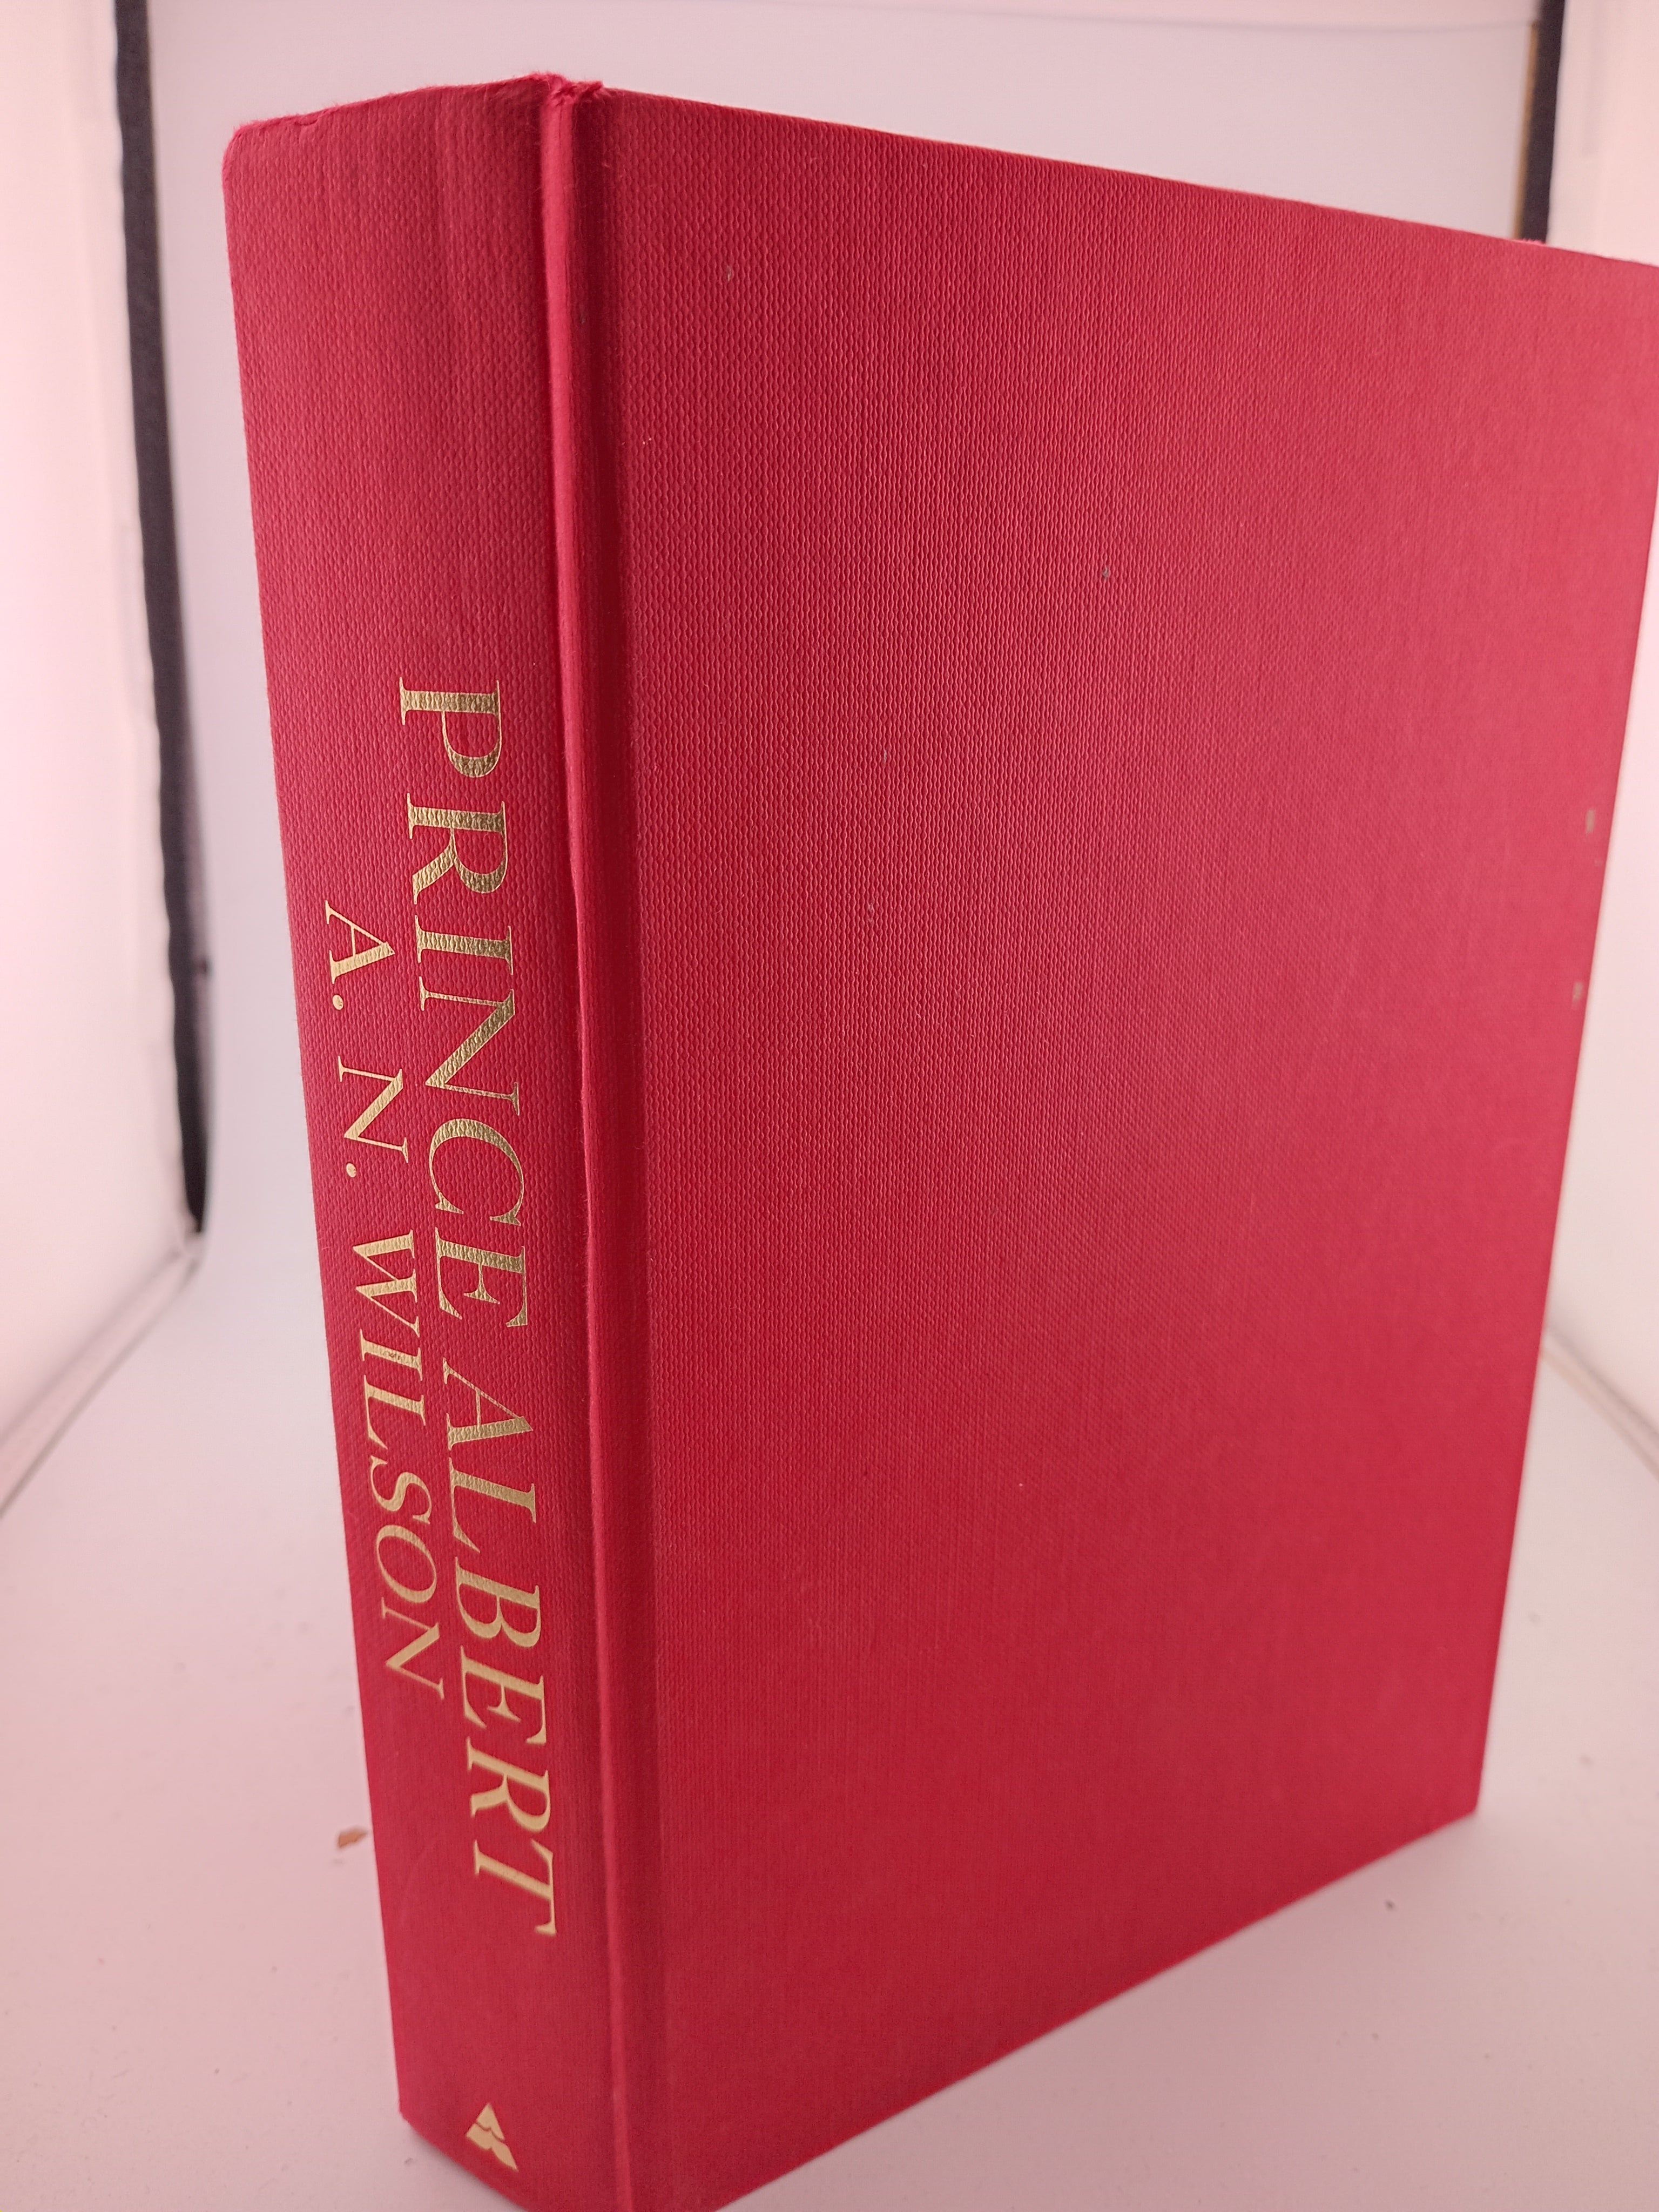 PRINCE ALBERT
A. N. WILSON